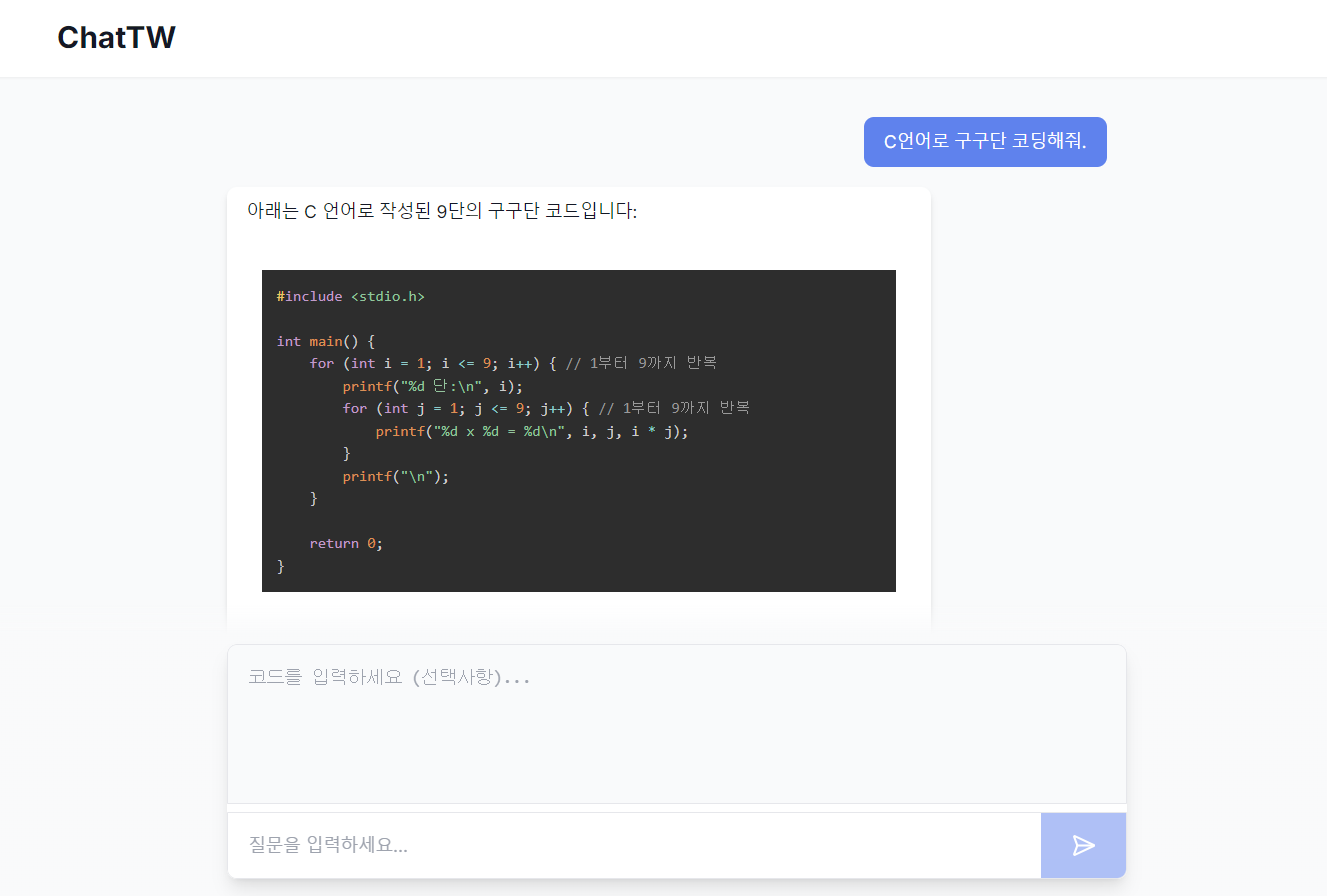 ChatTW
C언어로 구구단 코딩해줘.
아래는 C 언어로 작성된 9단의 구구단 코드입니다:
#include <stdio.h>
int main() {
    for (int i = 1; i <= 9; i++) { // 1부터 9까지 반복
        printf("%d 단:\n", i);
        for (int j = 1; j <= 9; j++) { // 1부터 9까지 반복
            printf("%d x %d = %d\n", i, j, i * j);
        }
        printf("\n");
    }
    return 0;
}
코드를 입력하세요 (선택사항)...
질문을 입력하세요...